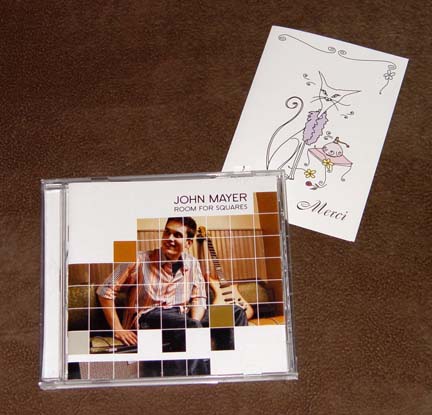 JOHN MAYER
ROOM FOR SQUARES
Merci